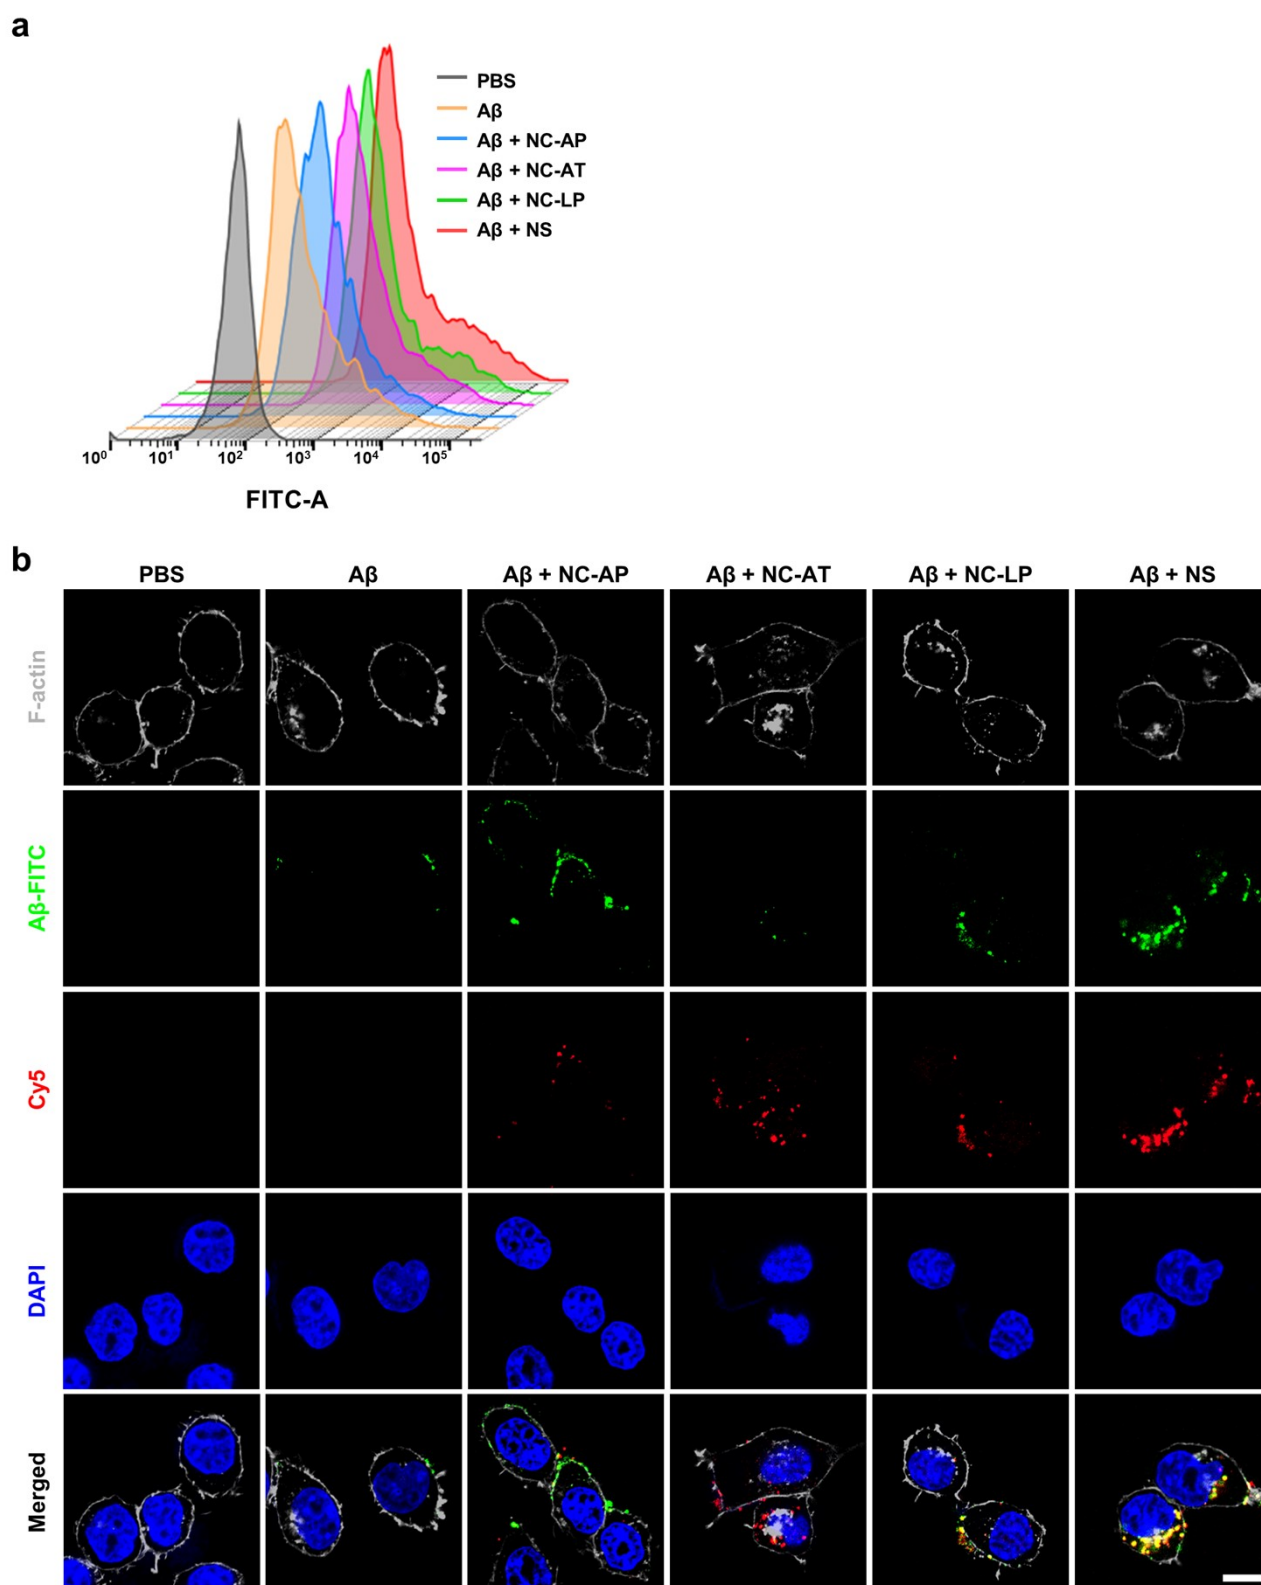 a
PBS
Aβ
Aβ + NC-AP
Aβ + NC-AT
Aβ + NC-LP
Aβ + NS
10⁰ 10¹ 10² 10³ 10⁴ 10⁵
FITC-A
b
PBS Aβ Aβ + NC-AP Aβ + NC-AT Aβ + NC-LP Aβ + NS
F-actin
Aβ-FITC
Cy5
DAPI
Merged